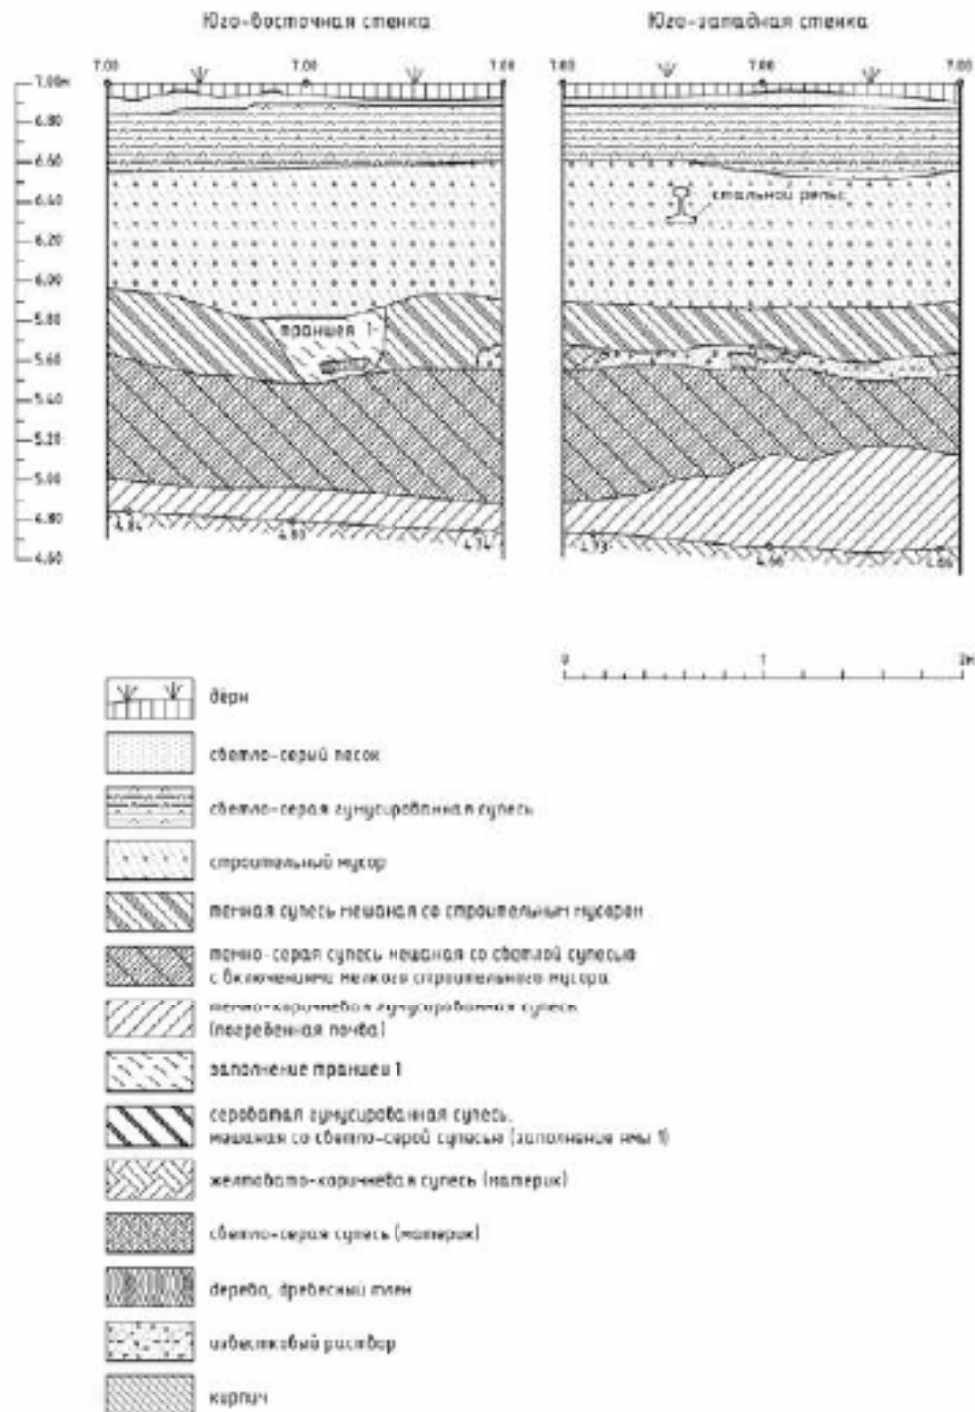 Юго-восточная стенка
Юго-западная стенка
7.00 7.00 7.00
7.00 7.00 7.00
7.00м
6.80
6.60
6.40
6.20
6.00
5.80
5.60
5.40
5.20
5.00
4.80
4.60
стальной рельс
траншея 1
4.84 4.80 4.74
4.73 4.66 4.66
0 1 2м
дёрн
светло-серый песок
светло-серая гумусированная супесь
строительный мусор
темная супесь мешаная со строительным мусором
темно-серая супесь мешаная со светлой супесью
с включениями мелкого строительного мусора
темно-коричневая гумусированная супесь
(погребенная почва)
заполнение траншеи 1
сероватая гумусированная супесь,
мешаная со светло-серой супесью (заполнение ямы 1)
желтовато-коричневая супесь (материк)
светло-серая супесь (материк)
дерево, древесный тлен
известковый раствор
кирпич